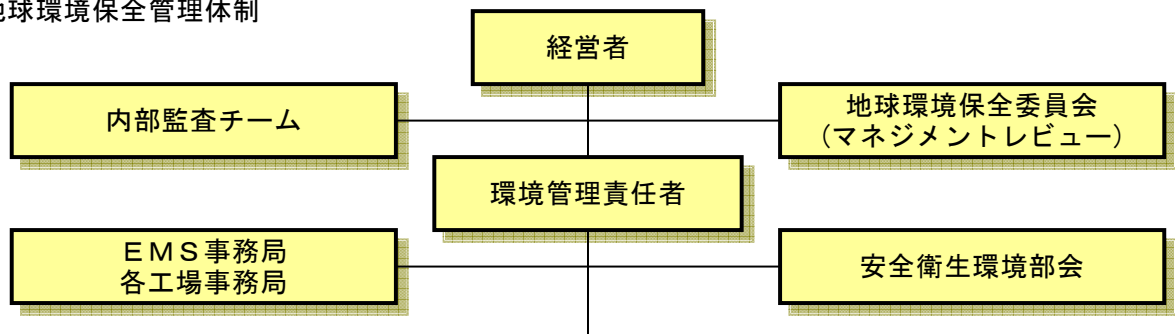 地球環境保全管理体制
経営者
内部監査チーム
地球環境保全委員会
（マネジメントレビュー）
環境管理責任者
ＥＭＳ事務局
各工場事務局
安全衛生環境部会